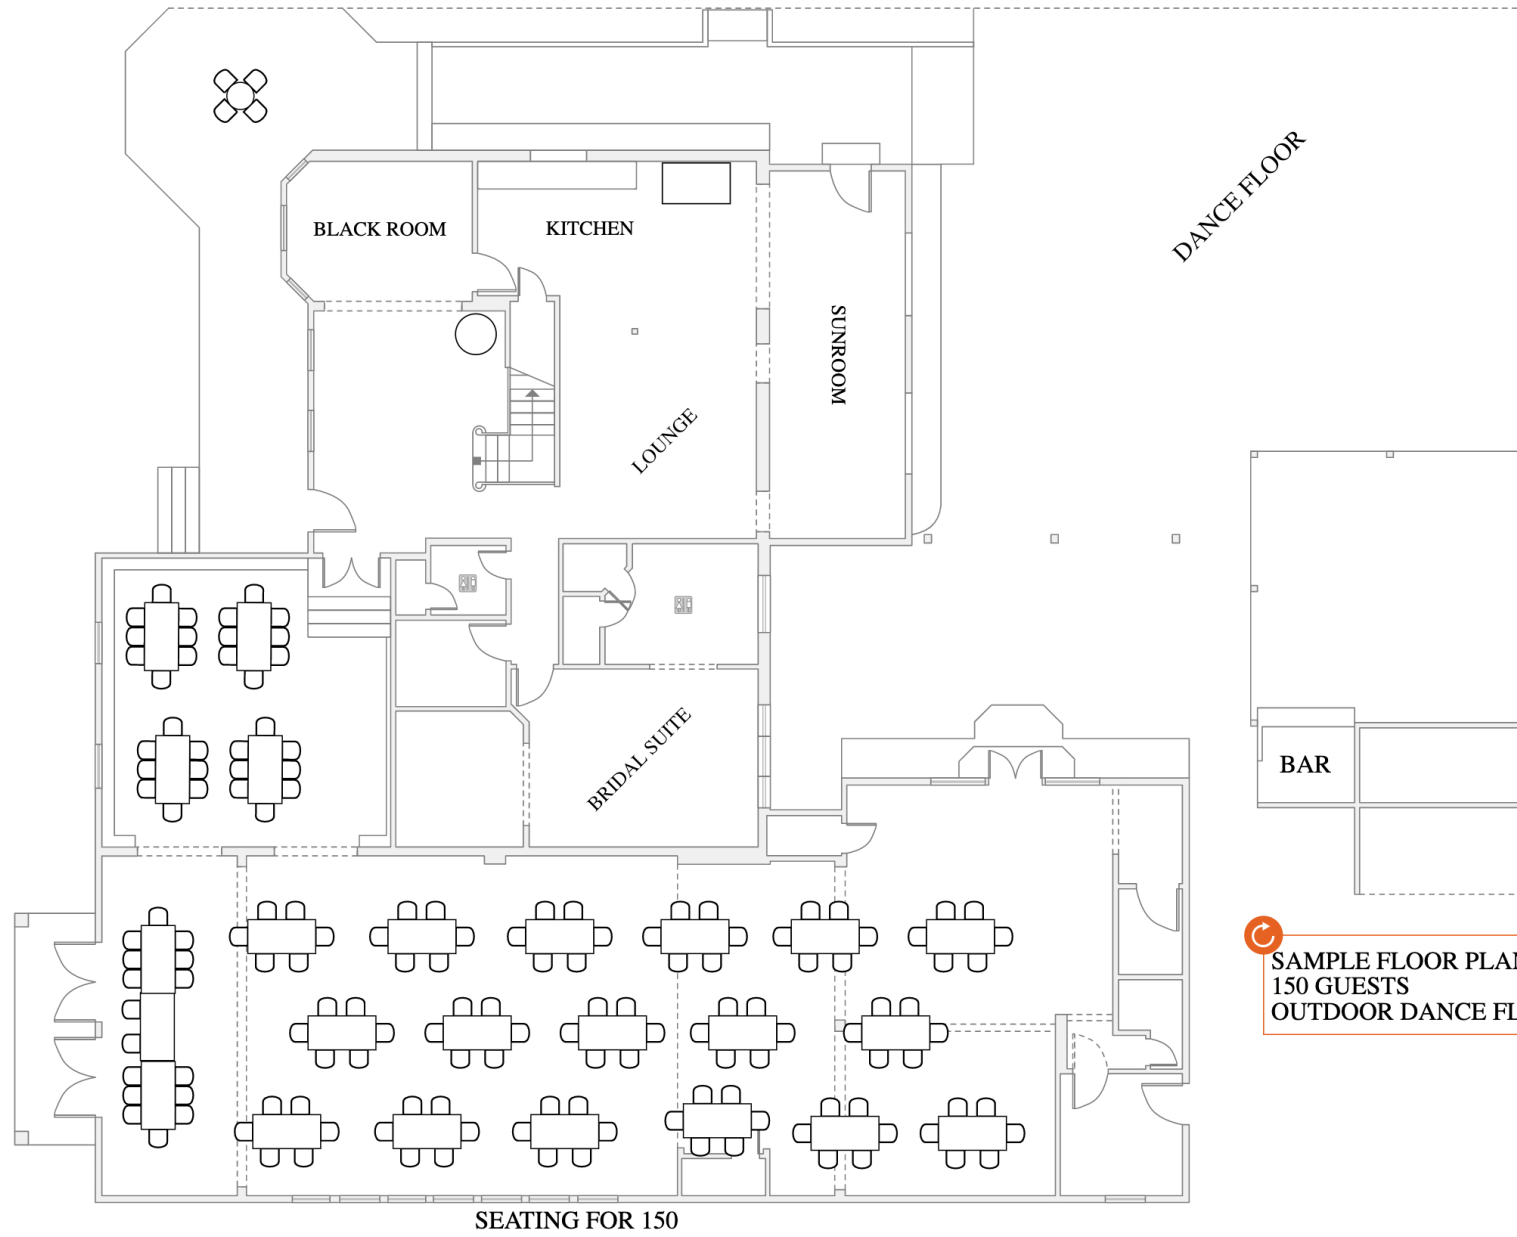 DANCE FLOOR
BLACK ROOM
KITCHEN
SUNROOM
LOUNGE
BRIDAL SUITE
BAR
SAMPLE FLOOR PLAN
150 GUESTS
OUTDOOR DANCE FL
SEATING FOR 150